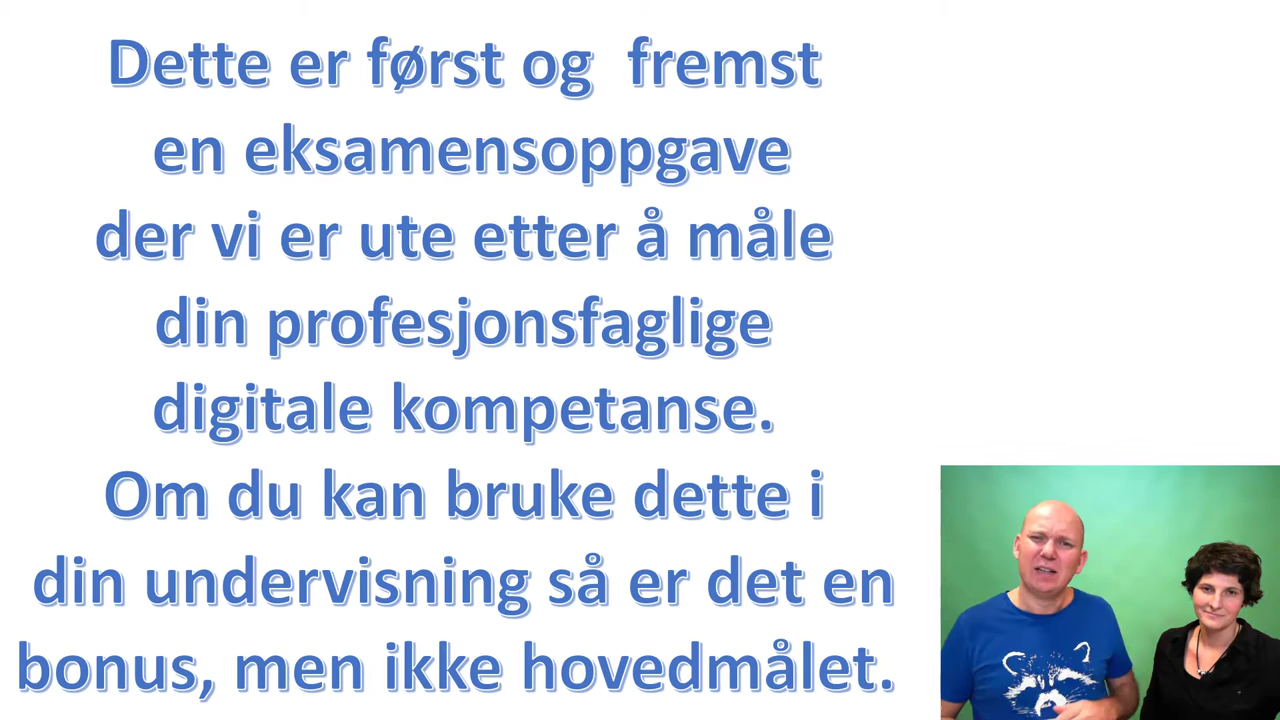 Dette er først og  fremst
en eksamensoppgave
der vi er ute etter å måle
din profesjonsfaglige
digitale kompetanse.
Om du kan bruke dette i
din undervisning så er det en
bonus, men ikke hovedmålet.